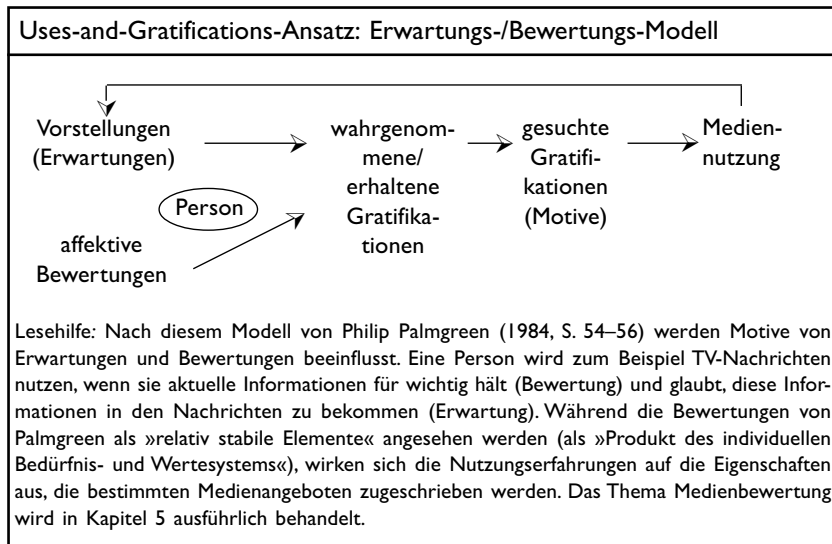 Uses-and-Gratifications-Ansatz: Erwartungs-/Bewertungs-Modell
Vorstellungen
(Erwartungen)
wahrgenom-
mene/
erhaltene
Gratifika-
tionen
gesuchte
Gratifi-
kationen
(Motive)
Medien-
nutzung
Person
affektive
Bewertungen
Lesehilfe: Nach diesem Modell von Philip Palmgreen (1984, S. 54–56) werden Motive von
Erwartungen und Bewertungen beeinflusst. Eine Person wird zum Beispiel TV-Nachrichten
nutzen, wenn sie aktuelle Informationen für wichtig hält (Bewertung) und glaubt, diese Infor-
mationen in den Nachrichten zu bekommen (Erwartung). Während die Bewertungen von
Palmgreen als »relativ stabile Elemente« angesehen werden (als »Produkt des individuellen
Bedürfnis- und Wertesystems«), wirken sich die Nutzungserfahrungen auf die Eigenschaften
aus, die bestimmten Medienangeboten zugeschrieben werden. Das Thema Medienbewertung
wird in Kapitel 5 ausführlich behandelt.